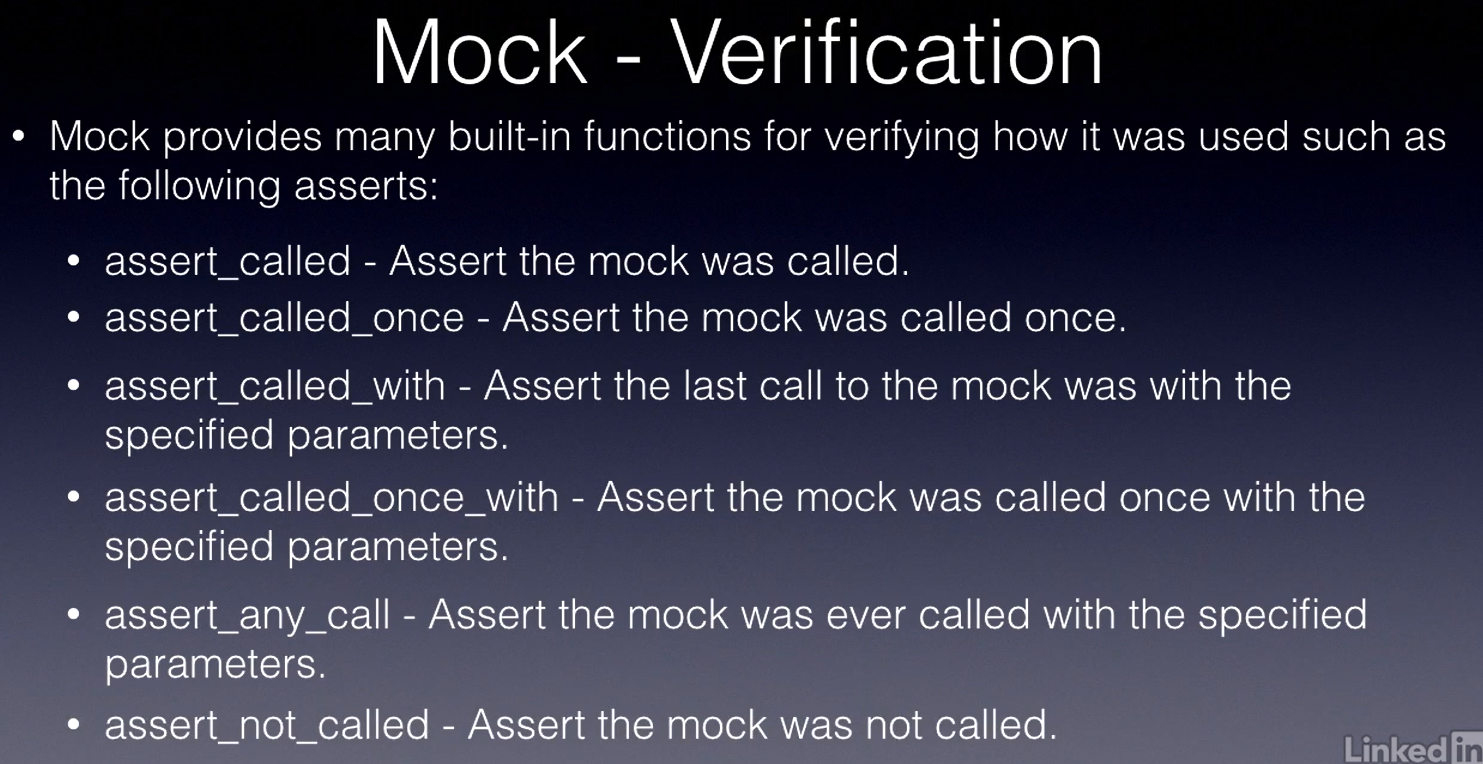 Mock - Verification
• Mock provides many built-in functions for verifying how it was used such as
the following asserts:
• assert_called - Assert the mock was called.
• assert_called_once - Assert the mock was called once.
• assert_called_with - Assert the last call to the mock was with the
specified parameters.
• assert_called_once_with - Assert the mock was called once with the
specified parameters.
• assert_any_call - Assert the mock was ever called with the specified
parameters.
• assert_not_called - Assert the mock was not called.
Linked in